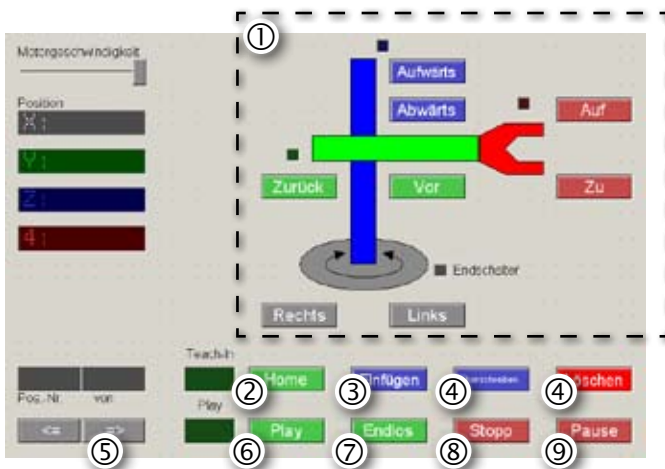 ①
Motorgeschwindigkeit
Aufwärts
Position
X:
Abwärts
Auf
Y:
Z:
Zurück
Vor
Zu
4:
Endschalter
Rechts
Links
Teach-In
② Home
③ Einfügen
④ Überschreiben
④ Löschen
Pos.-Nr. von
Play
<= =>
⑤
⑥ Play
⑦ Endlos
⑧ Stopp
⑨ Pause